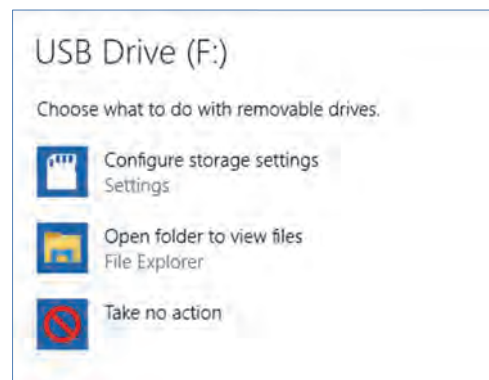 USB Drive (F:)
Choose what to do with removable drives.
Configure storage settings
Settings
Open folder to view files
File Explorer
Take no action